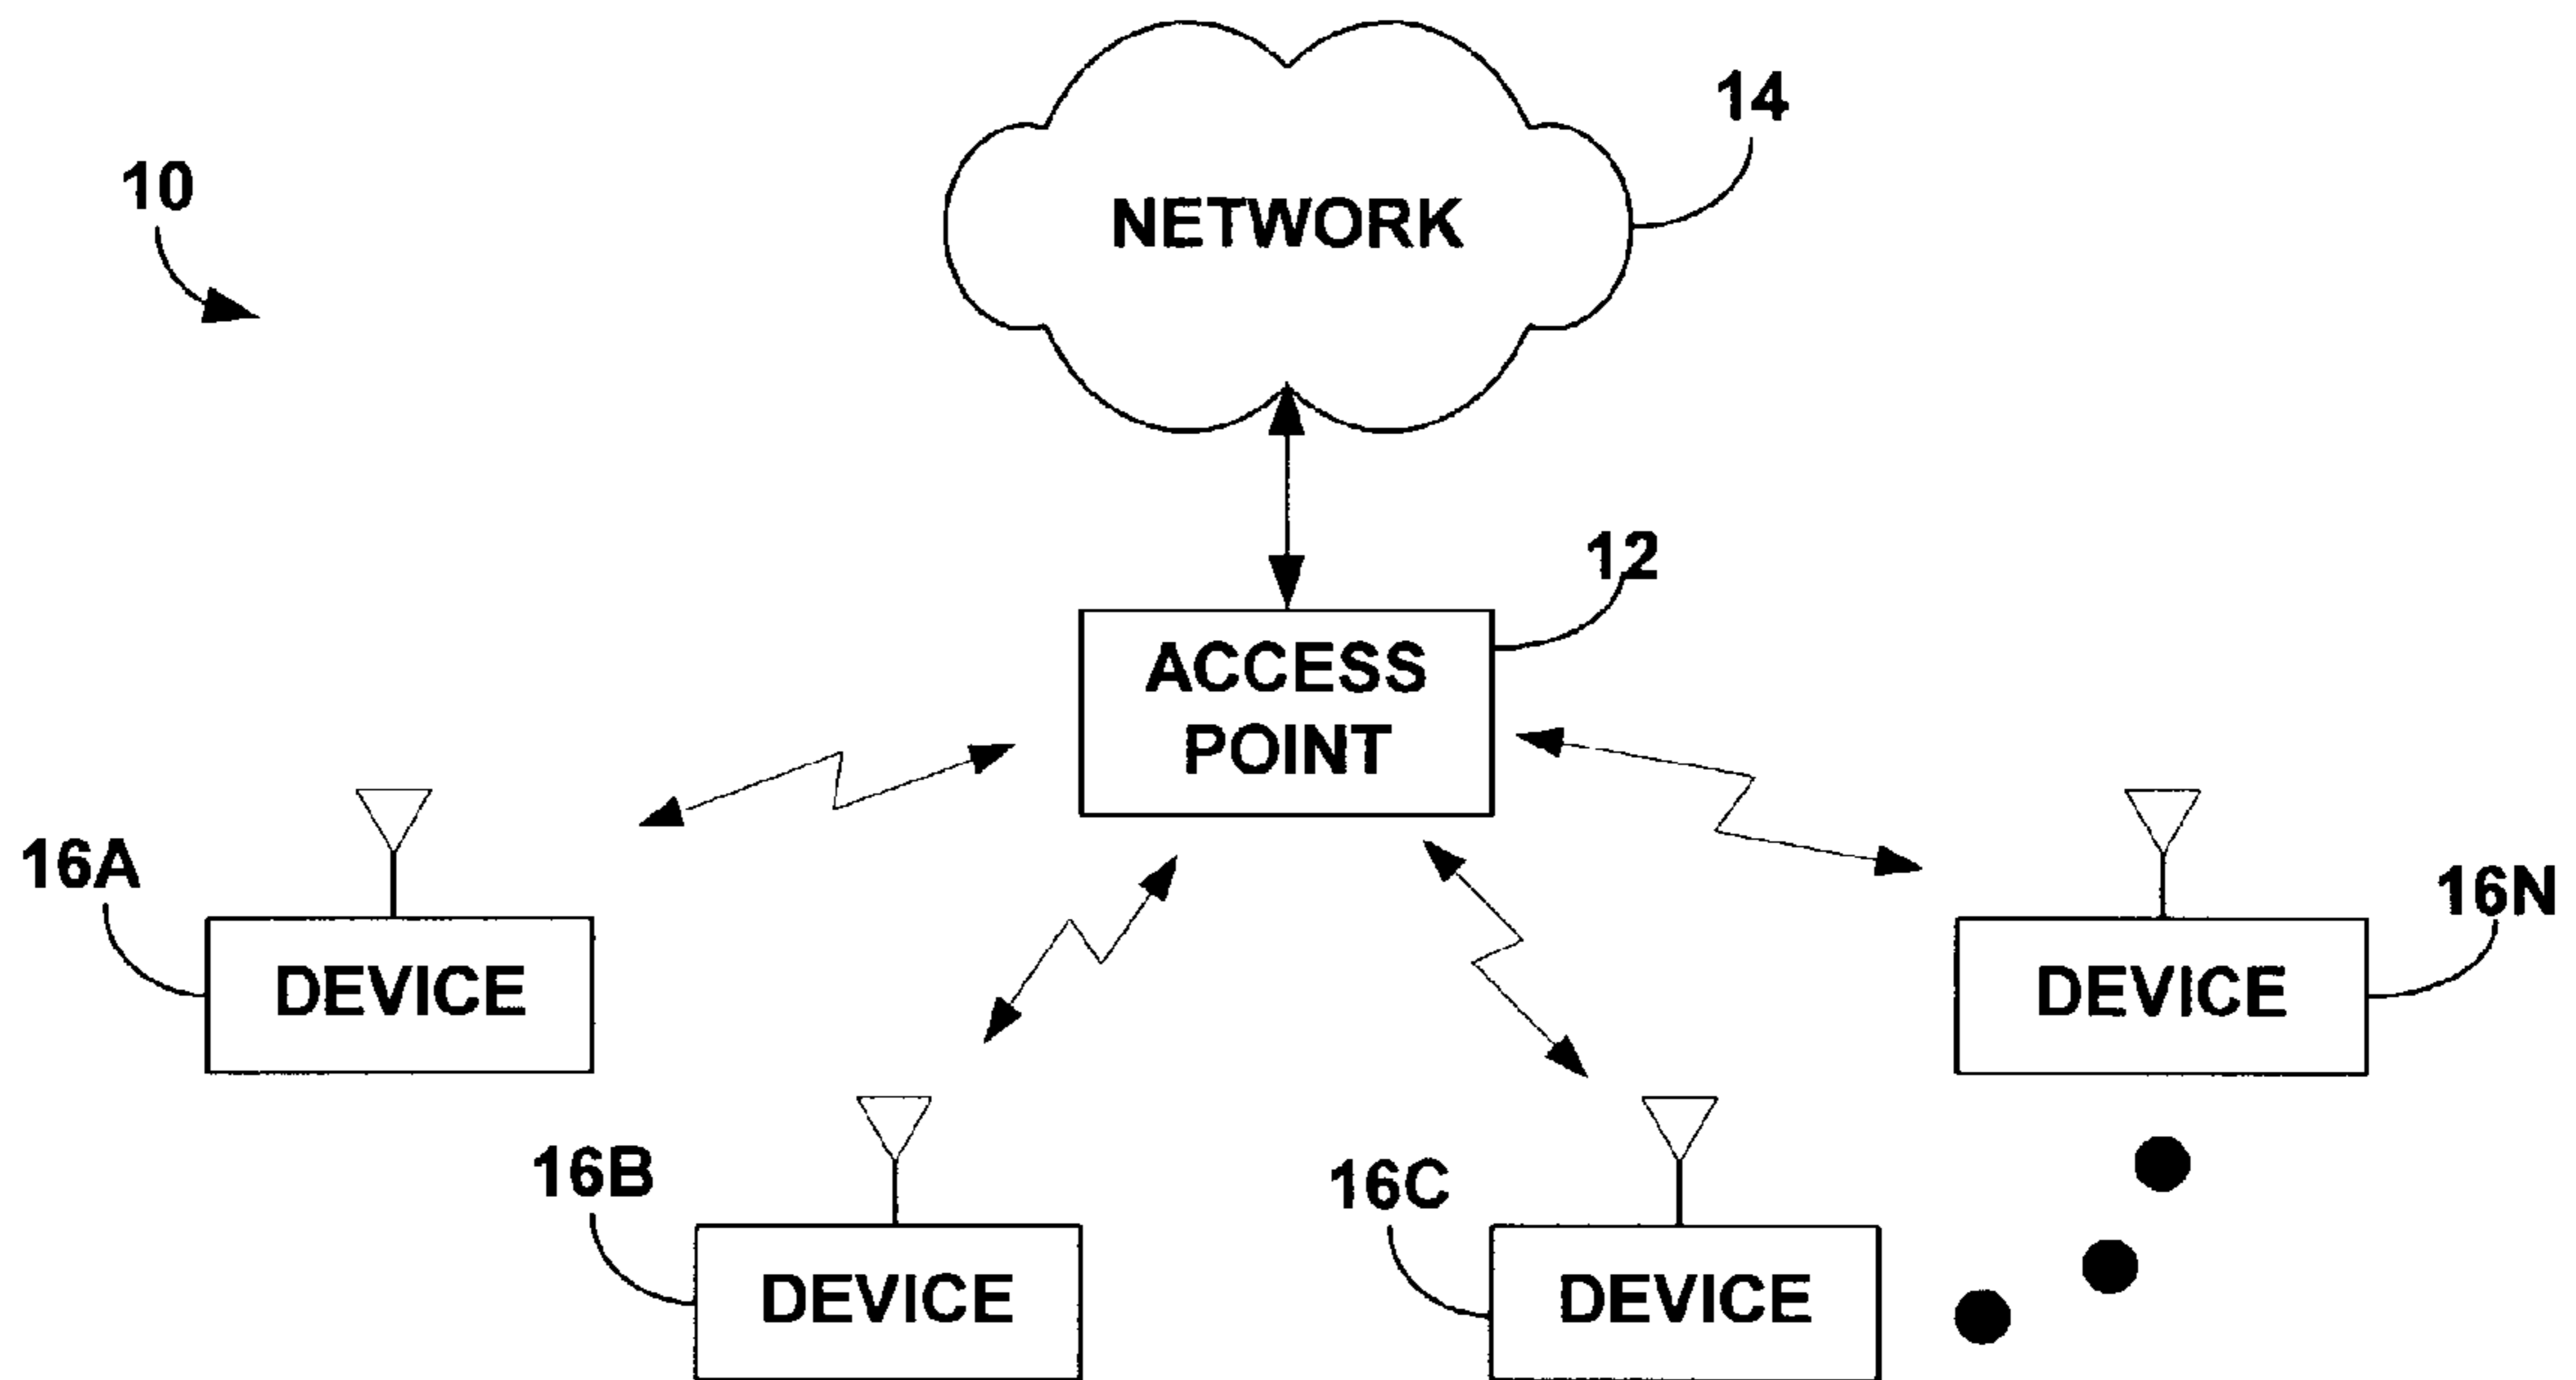 14
10
NETWORK
12
ACCESS
POINT
16A
16N
DEVICE
DEVICE
16B
16C
DEVICE
DEVICE